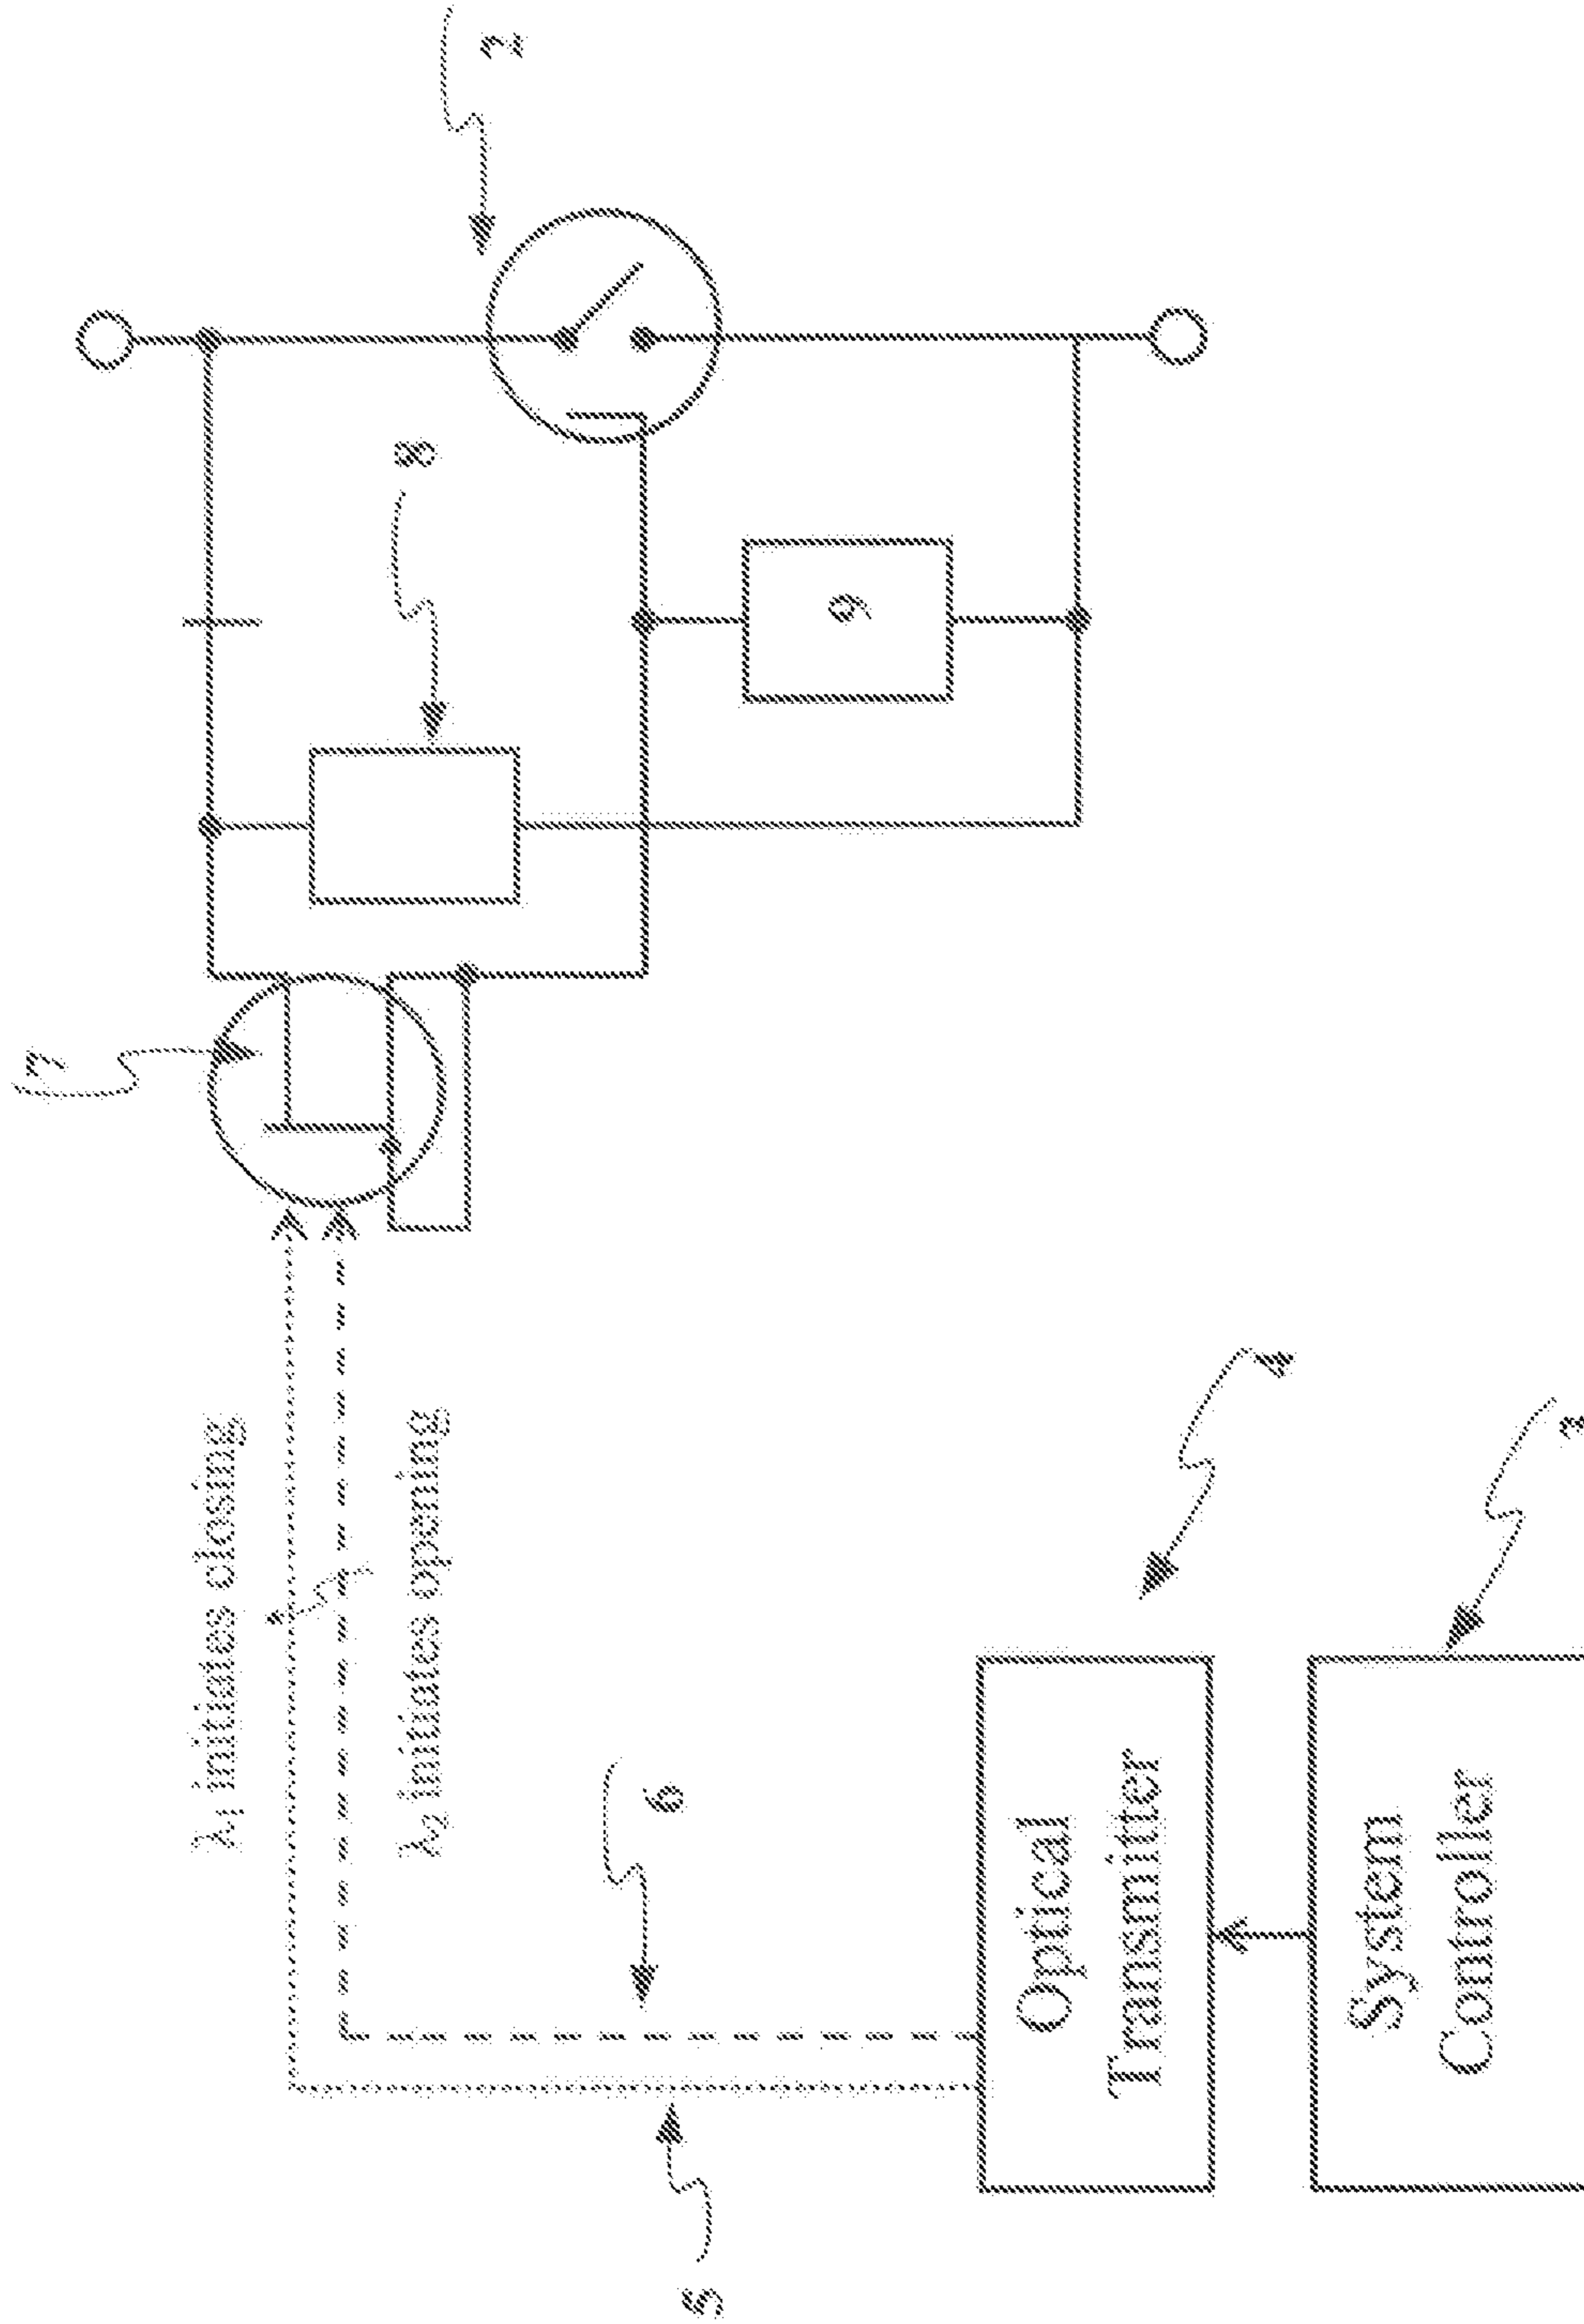 2
8
9
7
λ₁ initiates closing
λ₂ initiates opening
4
3
6
5
Optical
Transmitter
System
Controller